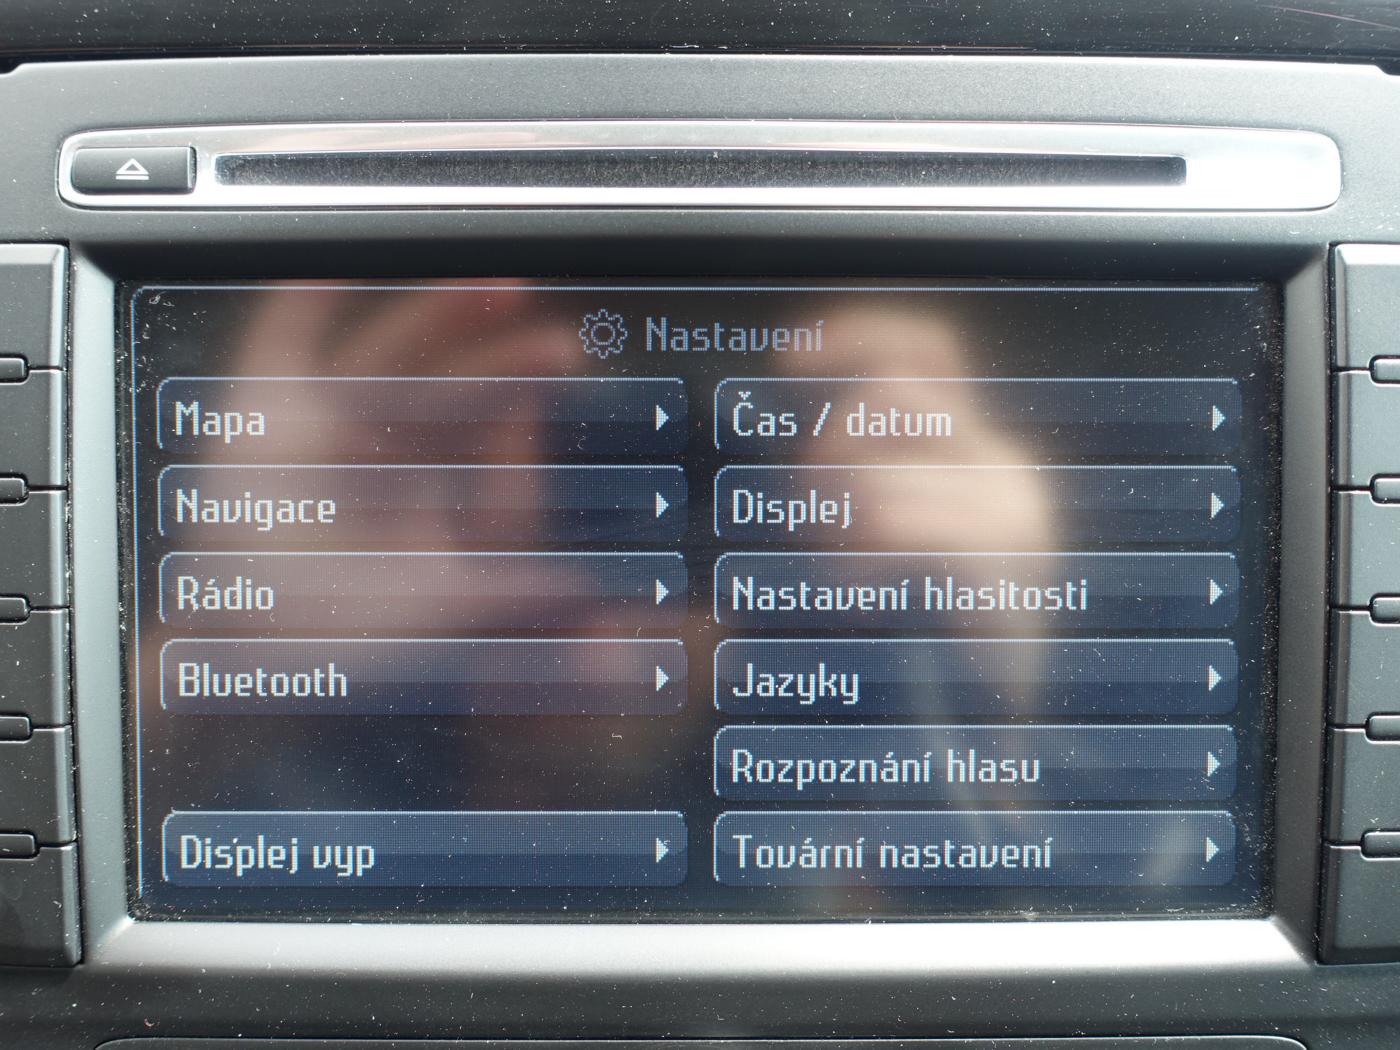 Nastavení
Mapa
Navigace
Rádio
Bluetooth
Displej vyp
Čas / datum
Displej
Nastavení hlasitosti
Jazyky
Rozpoznání hlasu
Tovární nastavení